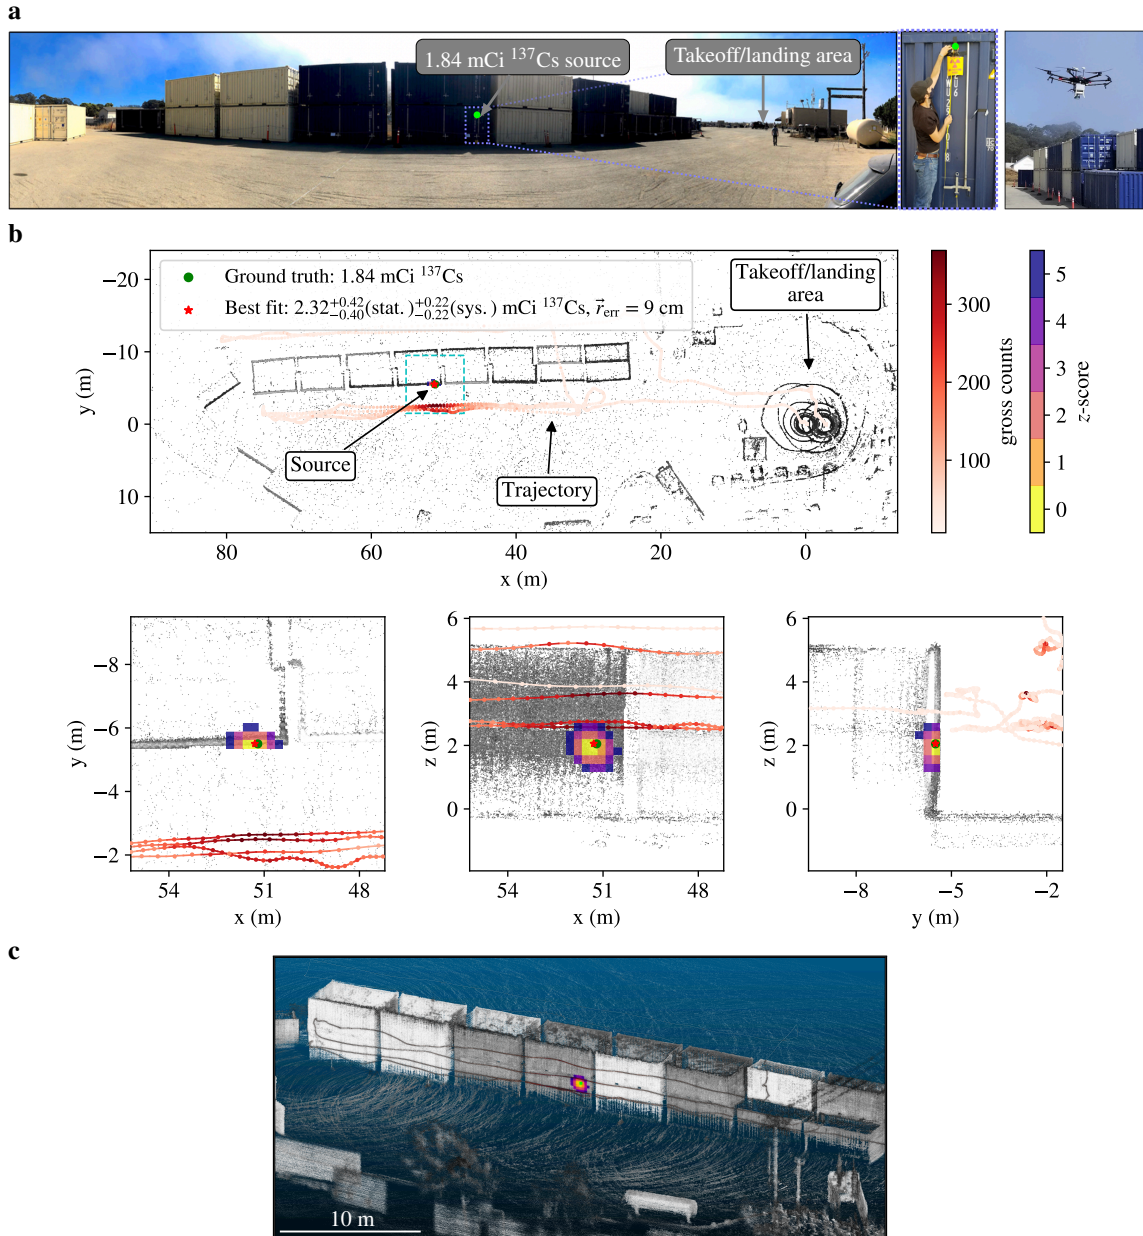 a
1.84 mCi ¹³⁷Cs source
Takeoff/landing area
b
Ground truth: 1.84 mCi ¹³⁷Cs
Best fit: 2.32 +0.42 −0.40 (stat.) +0.22 −0.22 (sys.) mCi ¹³⁷Cs, r⃗err = 9 cm
Takeoff/landing
area
Source
Trajectory
−20
−10
0
10
y (m)
80
60
40
20
0
x (m)
300
200
100
gross counts
5
4
3
2
1
0
z-score
−8
−6
−4
−2
y (m)
54
51
48
x (m)
6
4
2
0
z (m)
54
51
48
x (m)
6
4
2
0
z (m)
−8
−5
−2
y (m)
c
10 m